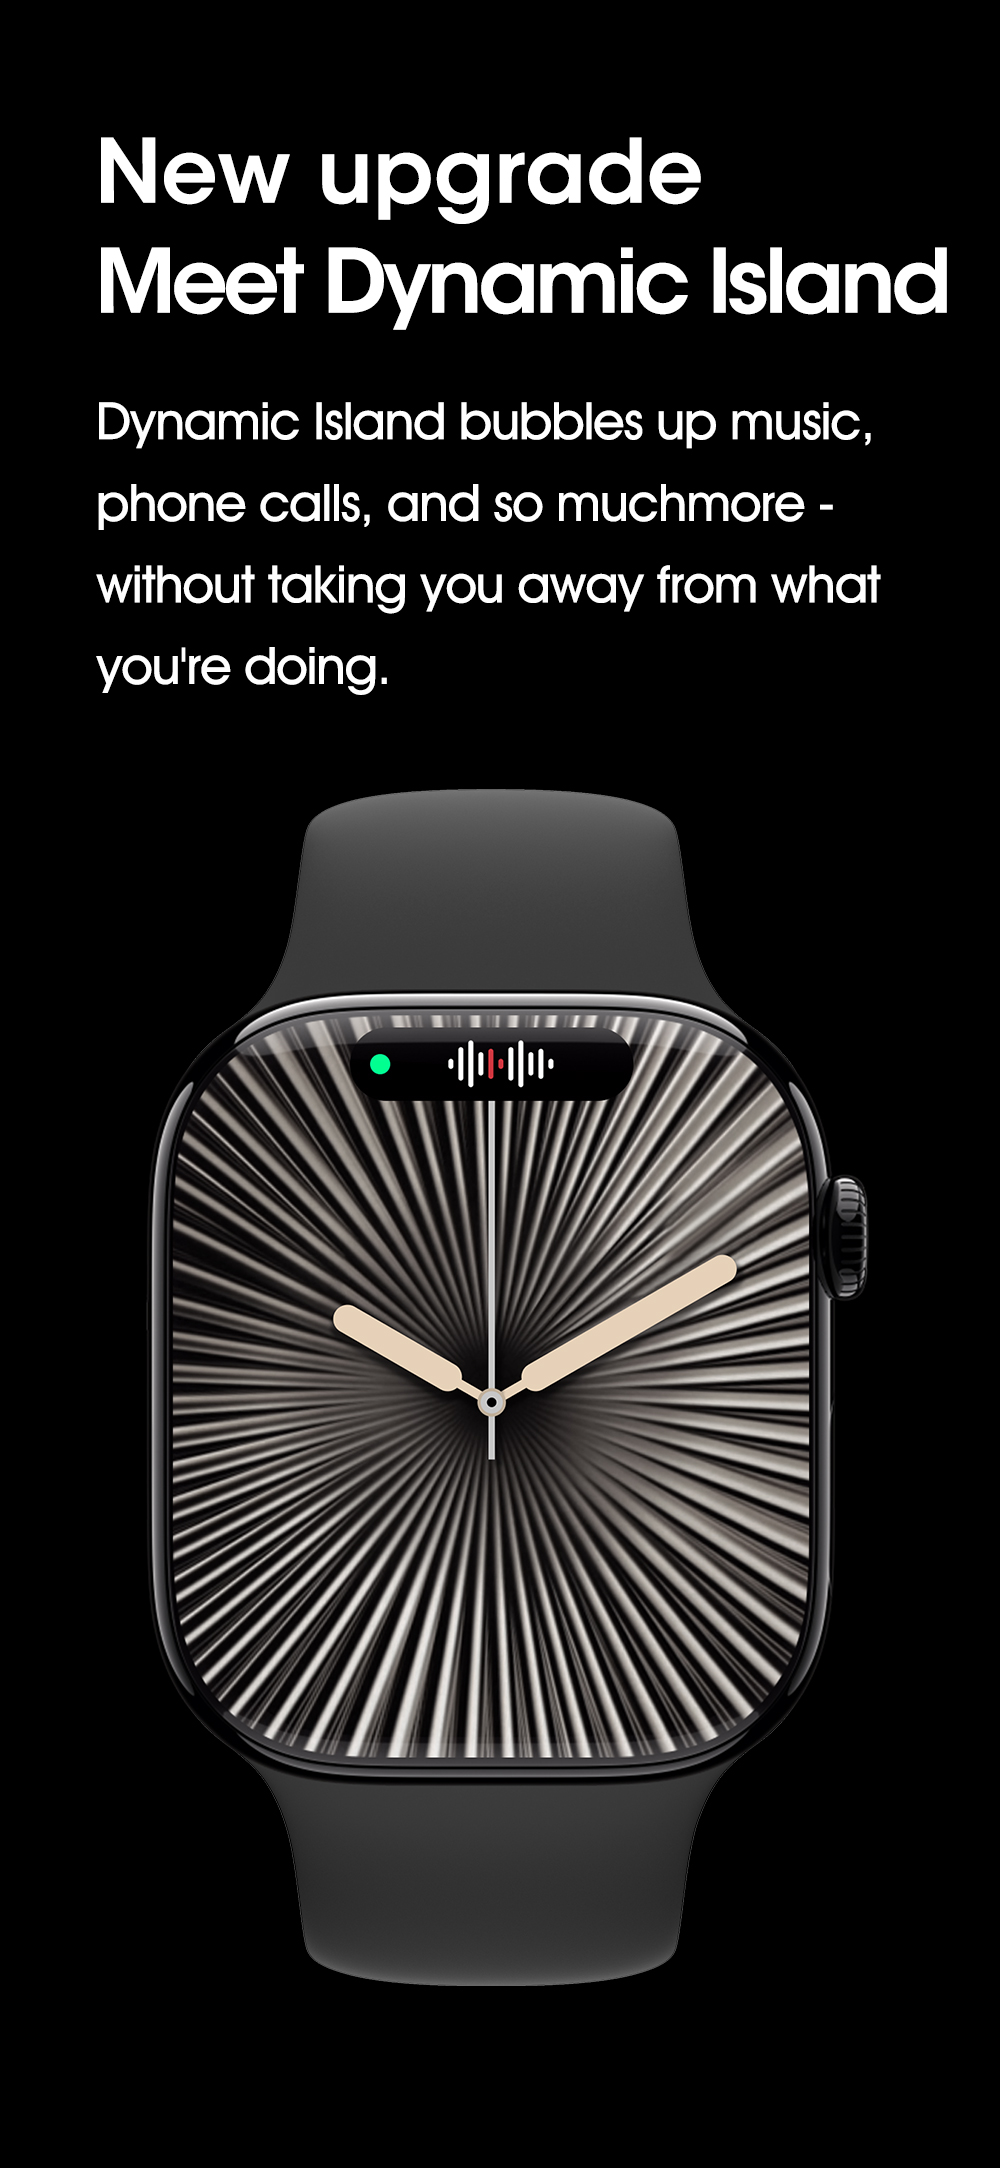 New upgrade
Meet Dynamic Island
Dynamic Island bubbles up music,
phone calls, and so muchmore -
without taking you away from what
you're doing.